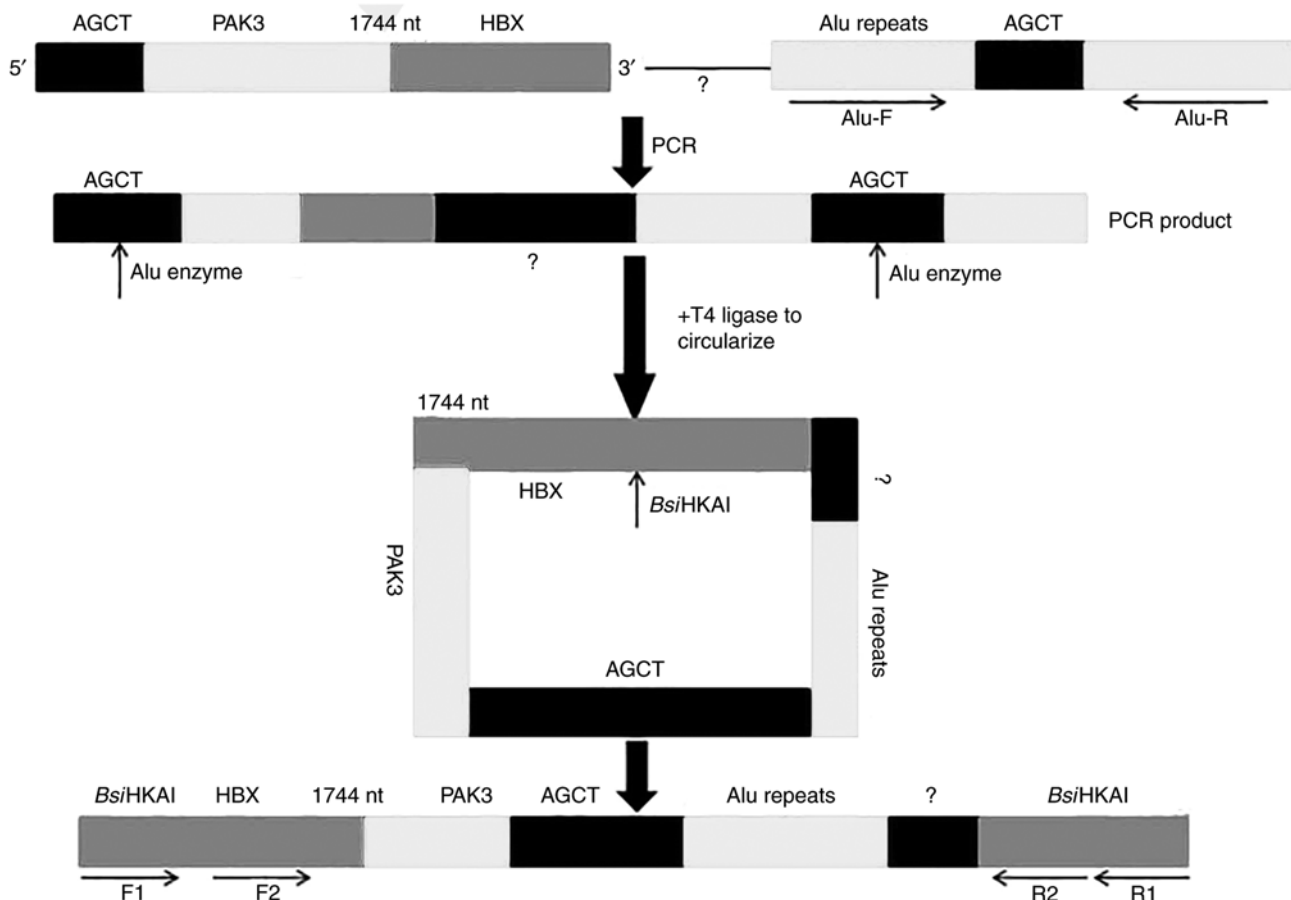 AGCT PAK3 1744 nt HBX Alu repeats AGCT
5′ 3′
?
Alu-F Alu-R
PCR
AGCT AGCT
PCR product
?
Alu enzyme Alu enzyme
+T4 ligase to
circularize
1744 nt
?
HBX BsiHKAI
PAK3
Alu repeats
AGCT
BsiHKAI HBX 1744 nt PAK3 AGCT Alu repeats ? BsiHKAI
F1 F2 R2 R1